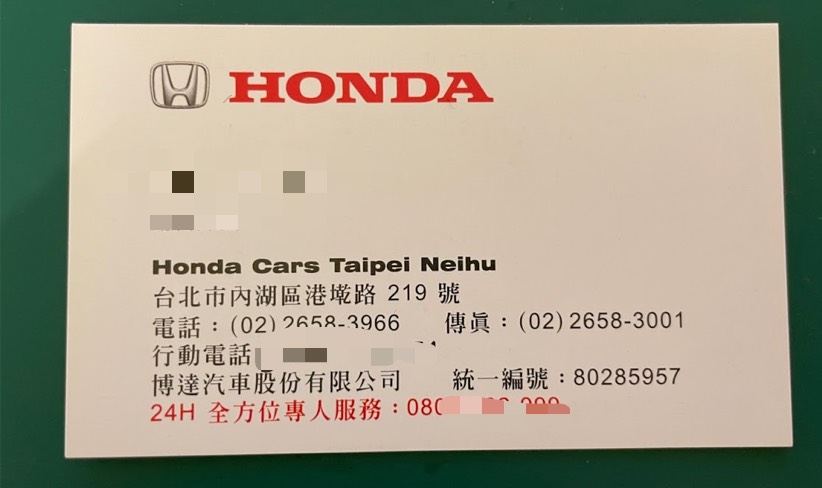 HONDA
Honda Cars Taipei Neihu
台北市內湖區港墘路 219 號
電話：(02) 2658-3966 傳真：(02) 2658-3001
行動電話
博達汽車股份有限公司 統一編號：80285957
24H 全方位專人服務：080